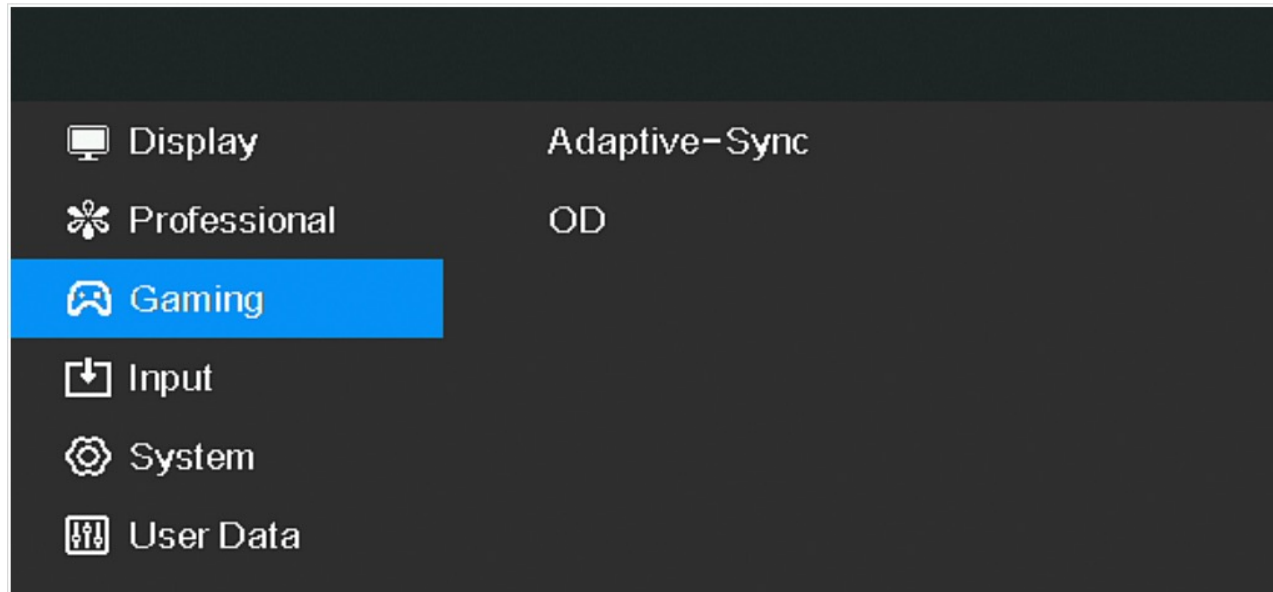 Display
Adaptive-Sync
Professional
OD
Gaming
Input
System
User Data